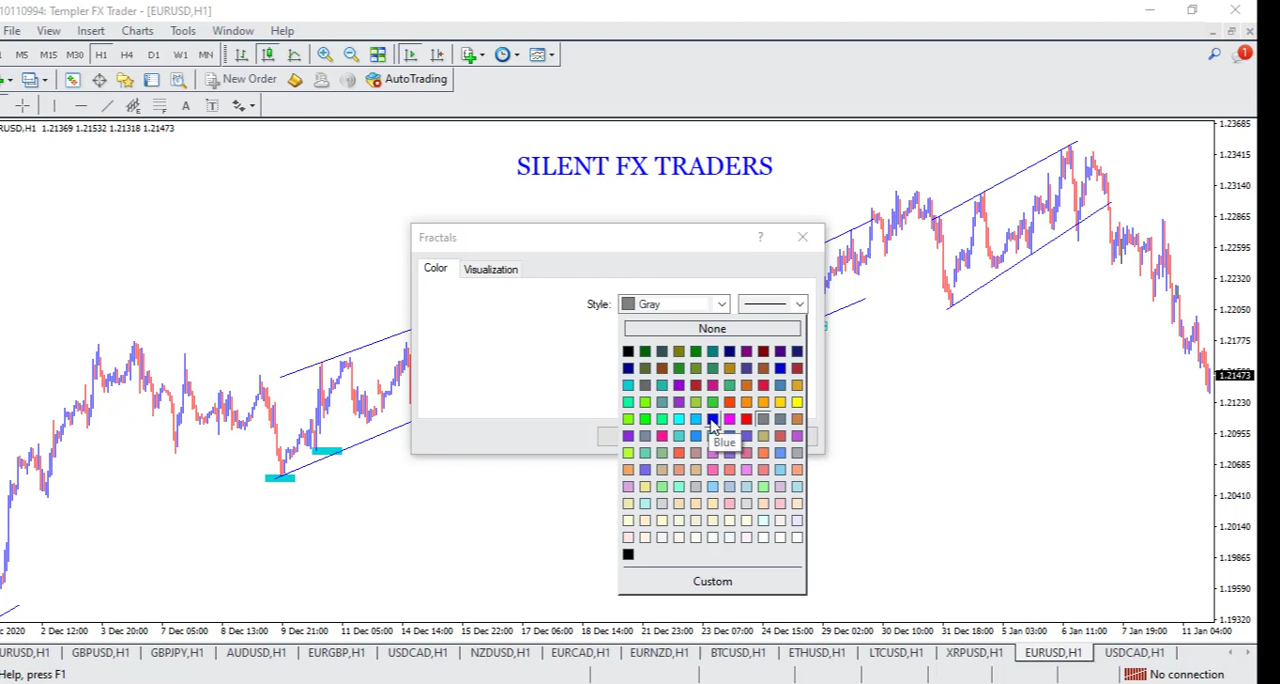 10110994: Templer FX Trader - [EURUSD,H1]
File View Insert Charts Tools Window Help
M5 M15 M30 H1 H4 D1 W1 MN
1
New Order AutoTrading
A T
RUSD,H1 1.21369 1.21532 1.21318 1.21473
SILENT FX TRADERS
Fractals ?
Color Visualization
Style: Gray
None
Blue
Custom
1.23685
1.23415
1.23140
1.22865
1.22595
1.22320
1.22050
1.21775
1.21473
1.21230
1.20955
1.20685
1.20410
1.20140
1.19865
1.19590
1.19320
c 2020 2 Dec 12:00 3 Dec 20:00 7 Dec 05:00 8 Dec 13:00 9 Dec 21:00 11 Dec 05:00 14 Dec 14:00 15 Dec 22:00 17 Dec 06:00 18 Dec 14:00 21 Dec 23:00 23 Dec 07:00 24 Dec 15:00 29 Dec 02:00 30 Dec 10:00 31 Dec 18:00 5 Jan 03:00 6 Jan 11:00 7 Jan 19:00 11 Jan 04:00
URUSD,H1 GBPUSD,H1 GBPJPY,H1 AUDUSD,H1 EURGBP,H1 USDCAD,H1 NZDUSD,H1 EURCAD,H1 EURNZD,H1 BTCUSD,H1 ETHUSD,H1 LTCUSD,H1 XRPUSD,H1 EURUSD,H1 USDCAD,H1
Help, press F1 No connection